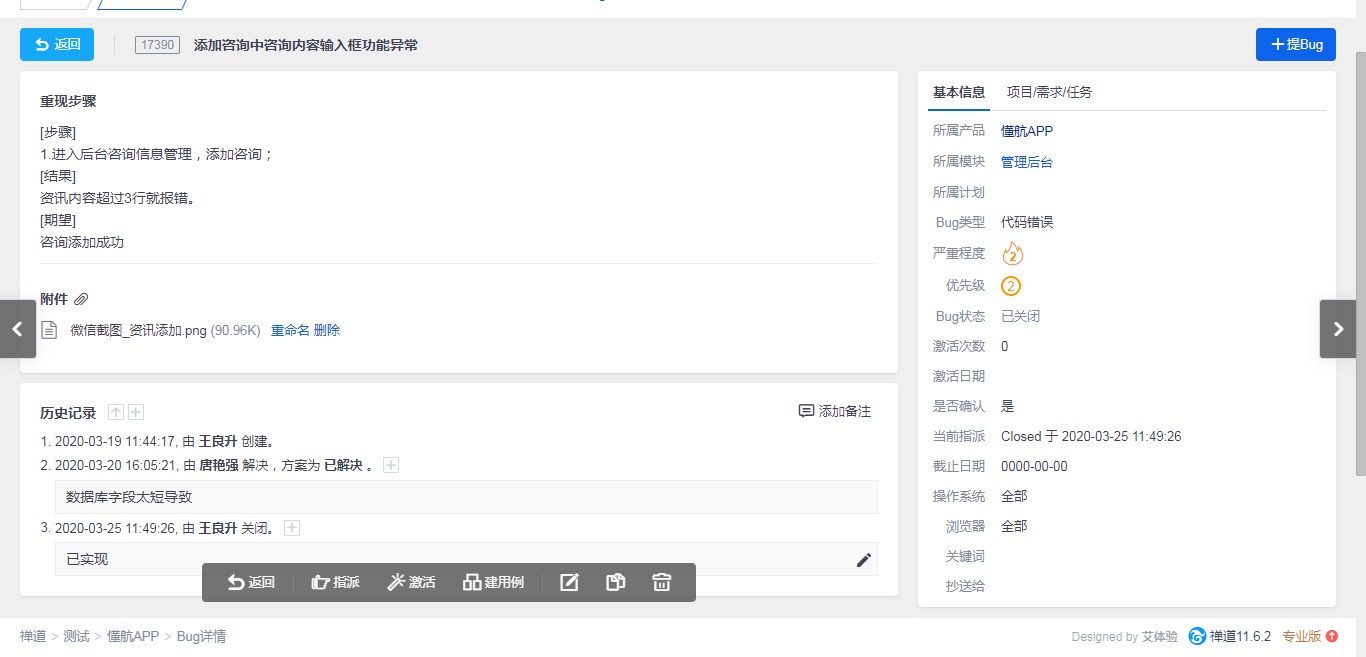 返回
17390
添加咨询中咨询内容输入框功能异常
提Bug
重现步骤
[步骤]
1.进入后台咨询信息管理，添加咨询；
[结果]
资讯内容超过3行就报错。
[期望]
咨询添加成功
附件
微信截图_资讯添加.png (90.96K) 重命名 删除
历史记录
添加备注
1. 2020-03-19 11:44:17, 由 王良升 创建。
2. 2020-03-20 16:05:21, 由 唐艳强 解决，方案为 已解决 。
数据库字段太短导致
3. 2020-03-25 11:49:26, 由 王良升 关闭。
已实现
返回 指派 激活 建用例
基本信息 项目/需求/任务
所属产品 懂航APP
所属模块 管理后台
所属计划
Bug类型 代码错误
严重程度 2
优先级 2
Bug状态 已关闭
激活次数 0
激活日期
是否确认 是
当前指派 Closed 于 2020-03-25 11:49:26
截止日期 0000-00-00
操作系统 全部
浏览器 全部
关键词
抄送给
禅道 > 测试 > 懂航APP > Bug详情
Designed by 艾体验 禅道11.6.2 专业版